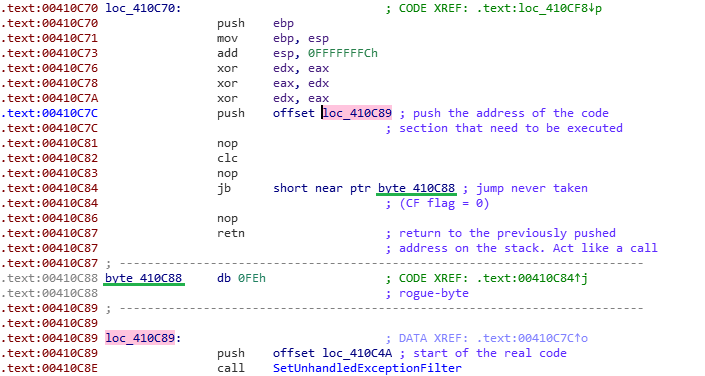 .text:00410C70 loc_410C70: ; CODE XREF: .text:loc_410CF8↓p
.text:00410C70 push ebp
.text:00410C71 mov ebp, esp
.text:00410C73 add esp, 0FFFFFFFCh
.text:00410C76 xor edx, eax
.text:00410C78 xor eax, edx
.text:00410C7A xor edx, eax
.text:00410C7C push offset loc_410C89 ; push the address of the code
.text:00410C7C ; section that need to be executed
.text:00410C81 nop
.text:00410C82 clc
.text:00410C83 nop
.text:00410C84 jb short near ptr byte_410C88 ; jump never taken
.text:00410C84 ; (CF flag = 0)
.text:00410C86 nop
.text:00410C87 retn ; return to the previously pushed
.text:00410C87 ; address on the stack. Act like a call
.text:00410C87 ; ---------------------------------------------------------------------------
.text:00410C88 byte_410C88 db 0FEh ; CODE XREF: .text:00410C84↑j
.text:00410C88 ; rogue-byte
.text:00410C89 ; ---------------------------------------------------------------------------
.text:00410C89
.text:00410C89 loc_410C89: ; DATA XREF: .text:00410C7C↑o
.text:00410C89 push offset loc_410C4A ; start of the real code
.text:00410C8E call SetUnhandledExceptionFilter